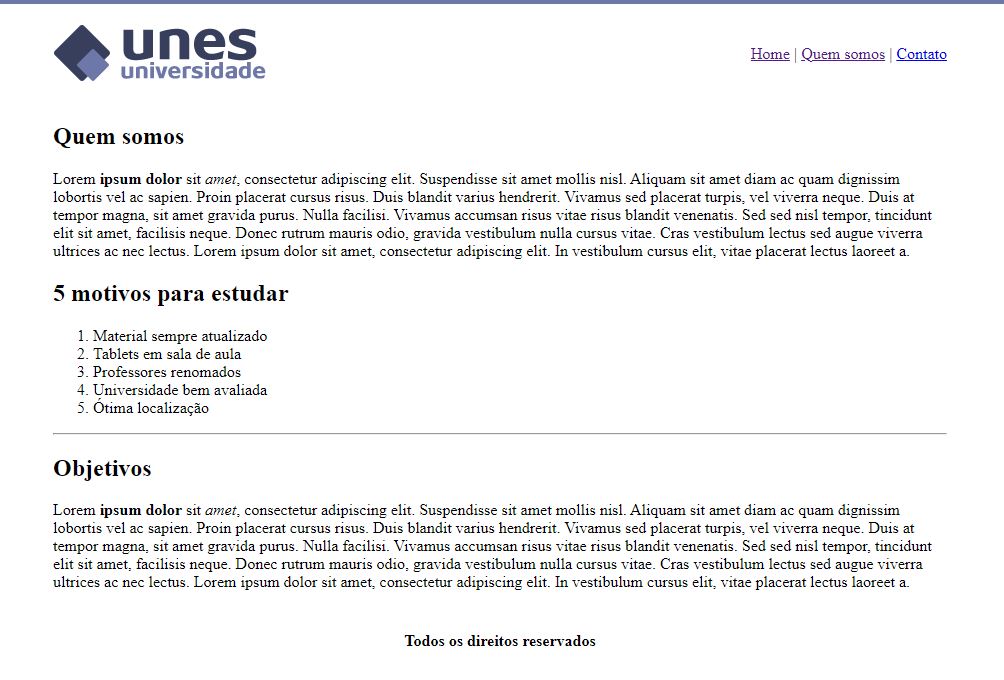 unes
universidade
Home | Quem somos | Contato
Quem somos
Lorem ipsum dolor sit amet, consectetur adipiscing elit. Suspendisse sit amet mollis nisl. Aliquam sit amet diam ac quam dignissim
lobortis vel ac sapien. Proin placerat cursus risus. Duis blandit varius hendrerit. Vivamus sed placerat turpis, vel viverra neque. Duis at
tempor magna, sit amet gravida purus. Nulla facilisi. Vivamus accumsan risus vitae risus blandit venenatis. Sed sed nisl tempor, tincidunt
elit sit amet, facilisis neque. Donec rutrum mauris odio, gravida vestibulum nulla cursus vitae. Cras vestibulum lectus sed augue viverra
ultrices ac nec lectus. Lorem ipsum dolor sit amet, consectetur adipiscing elit. In vestibulum cursus elit, vitae placerat lectus laoreet a.
5 motivos para estudar
1. Material sempre atualizado
2. Tablets em sala de aula
3. Professores renomados
4. Universidade bem avaliada
5. Ótima localização
Objetivos
Lorem ipsum dolor sit amet, consectetur adipiscing elit. Suspendisse sit amet mollis nisl. Aliquam sit amet diam ac quam dignissim
lobortis vel ac sapien. Proin placerat cursus risus. Duis blandit varius hendrerit. Vivamus sed placerat turpis, vel viverra neque. Duis at
tempor magna, sit amet gravida purus. Nulla facilisi. Vivamus accumsan risus vitae risus blandit venenatis. Sed sed nisl tempor, tincidunt
elit sit amet, facilisis neque. Donec rutrum mauris odio, gravida vestibulum nulla cursus vitae. Cras vestibulum lectus sed augue viverra
ultrices ac nec lectus. Lorem ipsum dolor sit amet, consectetur adipiscing elit. In vestibulum cursus elit, vitae placerat lectus laoreet a.
Todos os direitos reservados